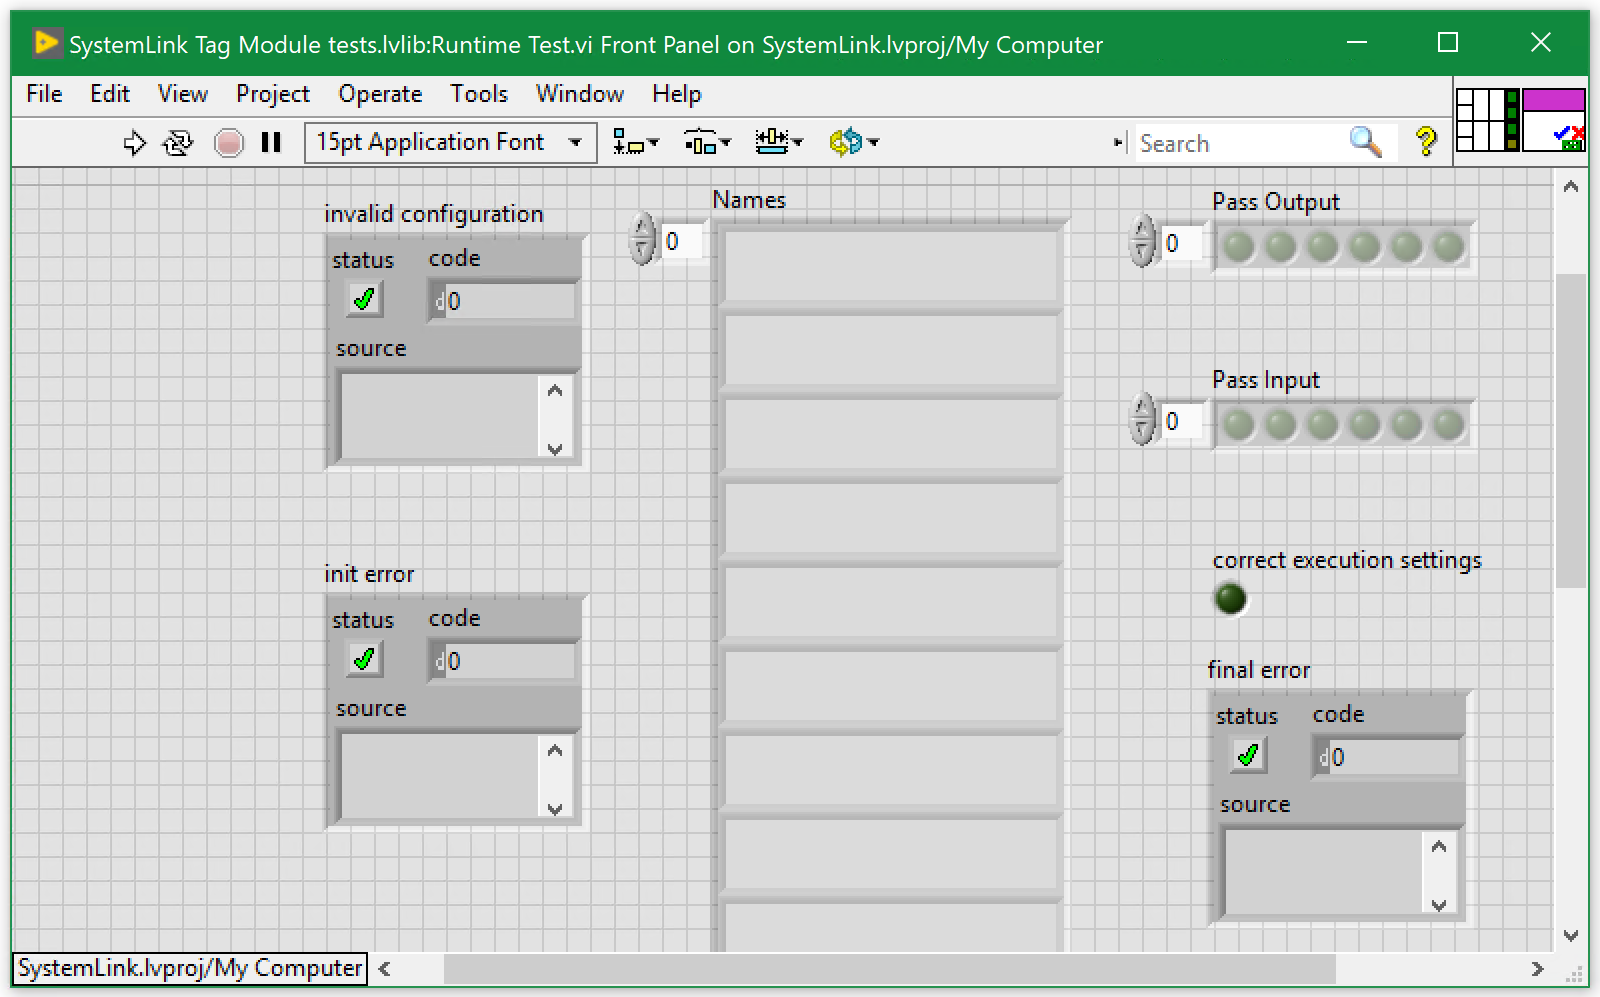 SystemLink Tag Module tests.lvlib:Runtime Test.vi Front Panel on SystemLink.lvproj/My Computer
File Edit View Project Operate Tools Window Help
15pt Application Font
Search
?
invalid configuration
status code
d 0
source
init error
status code
d 0
source
Names
0
Pass Output
0
Pass Input
0
correct execution settings
final error
status code
d 0
source
SystemLink.lvproj/My Computer